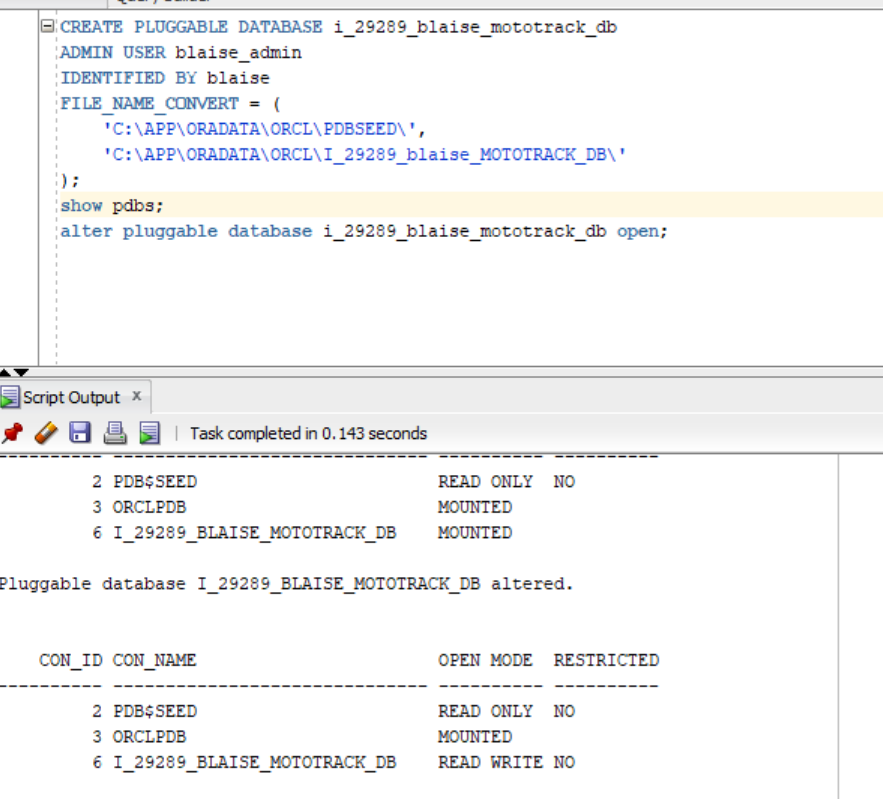 CREATE PLUGGABLE DATABASE i_29289_blaise_mototrack_db
ADMIN USER blaise_admin
IDENTIFIED BY blaise
FILE_NAME_CONVERT = (
'C:\APP\ORADATA\ORCL\PDBSEED\',
'C:\APP\ORADATA\ORCL\I_29289_blaise_MOTOTRACK_DB\'
);
show pdbs;
alter pluggable database i_29289_blaise_mototrack_db open;
Script Output x
| Task completed in 0.143 seconds
---------- ------------------------------ ---------- ----------
2 PDB$SEED READ ONLY NO
3 ORCLPDB MOUNTED
6 I_29289_BLAISE_MOTOTRACK_DB MOUNTED
Pluggable database I_29289_BLAISE_MOTOTRACK_DB altered.
CON_ID CON_NAME OPEN MODE RESTRICTED
---------- ------------------------------ ---------- ----------
2 PDB$SEED READ ONLY NO
3 ORCLPDB MOUNTED
6 I_29289_BLAISE_MOTOTRACK_DB READ WRITE NO